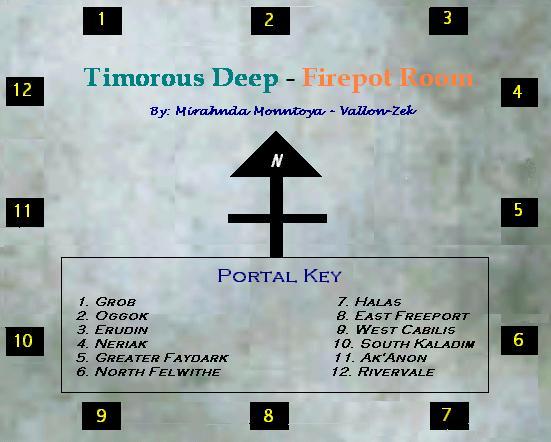 1 2 3
Timorous Deep - Firepot Room
12 4
By: Mirahnda Monntoya - Vallon-Zek
N
11 5
Portal Key
1. Grob 7. Halas
2. Oggok 8. East Freeport
3. Erudin 9. West Cabilis
4. Neriak 10. South Kaladim
5. Greater Faydark 11. Ak'Anon
6. North Felwithe 12. Rivervale
10 6
9 8 7